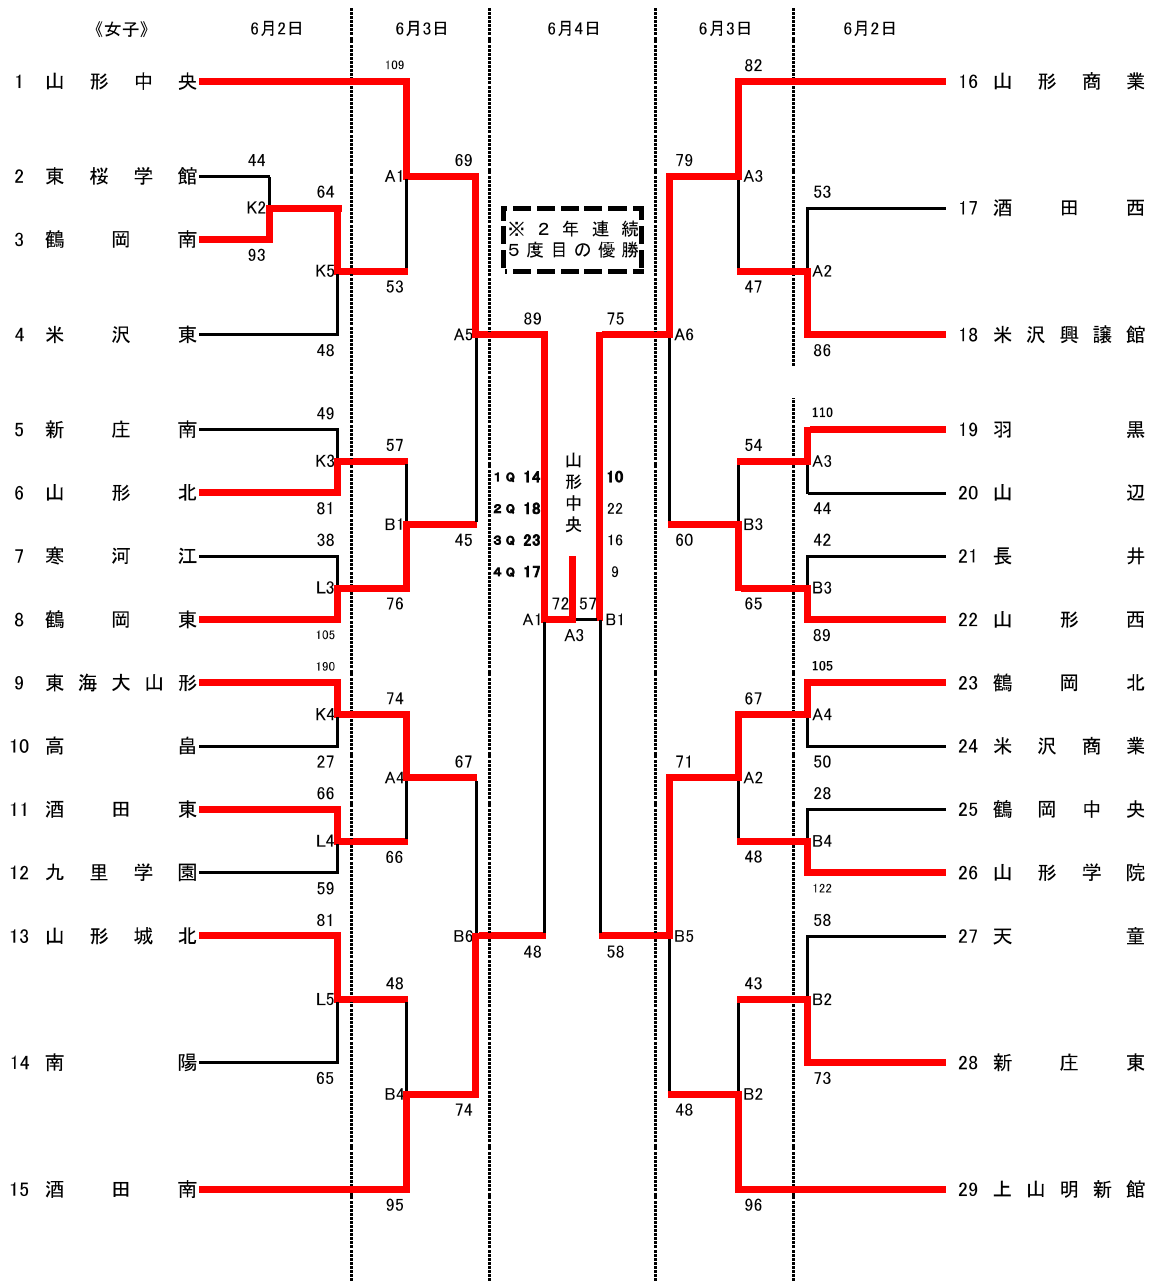 《女子》 6月2日 6月3日 6月4日 6月3日 6月2日
109 82
1 山形中央 16 山形商業
44 69 79
2 東桜学館 A1 A3
64 53
K2 17 酒田西
3 鶴岡南
※2年連続
5度目の優勝
93
K5 A2
53 47
89 75
4 米沢東 A5 A6 18 米沢興譲館
48 86
49 110
5 新庄南 19 羽黒
57 54
K3 A3
山形中央
1Q 14 10
6 山形北 20 山辺
81 2Q 18 22 44
B1 B3
38 45 3Q 23 16 60 42
7 寒河江 21 長井
4Q 17 9
L3 B3
76 72 57 65
8 鶴岡東 A1 B1 22 山形西
105 A3 89
190 105
9 東海大山形 23 鶴岡北
74 67
K4 A4
10 高畠 24 米沢商業
27 67 71 50
A4 A2
66 28
11 酒田東 25 鶴岡中央
L4 B4
66 48
12 九里学園 26 山形学院
59 122
81 58
13 山形城北 B6 B5 27 天童
48 58
48 43
L5 B2
14 南陽 28 新庄東
65 73
B4 B2
74 48
15 酒田南 29 上山明新館
95 96